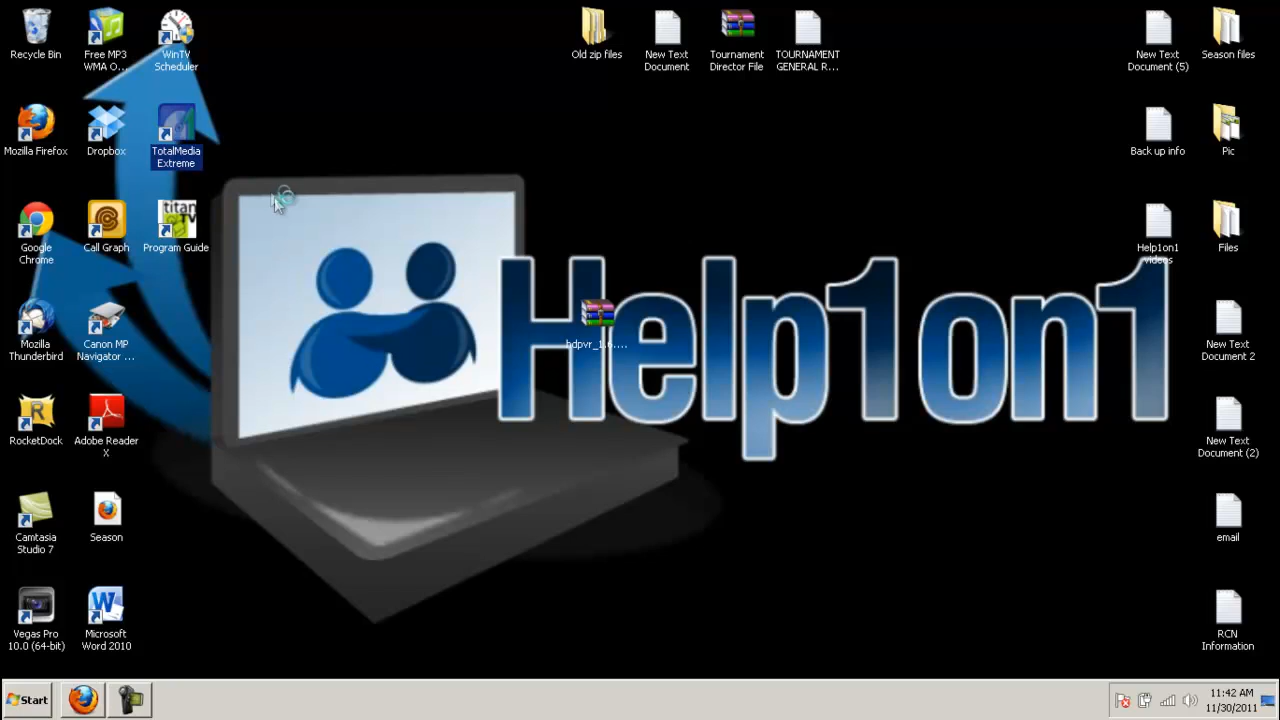 Recycle Bin
Free MP3
WMA O...
WinTV
Scheduler
Old zip files
New Text
Document
Tournament
Director File
TOURNAMENT
GENERAL R...
New Text
Document (5)
Season files
Mozilla Firefox
Dropbox
TotalMedia
Extreme
Back up info
Pic
Google
Chrome
Call Graph
titan
TV
Program Guide
Help1on1
videos
Files
Help1on1
hdpvr_1.6....
Mozilla
Thunderbird
Canon MP
Navigator ...
New Text
Document 2
RocketDock
Adobe Reader
X
New Text
Document (2)
Camtasia
Studio 7
Season
email
Vegas Pro
10.0 (64-bit)
Microsoft
Word 2010
RCN
Information
Start
11:42 AM
11/30/2011